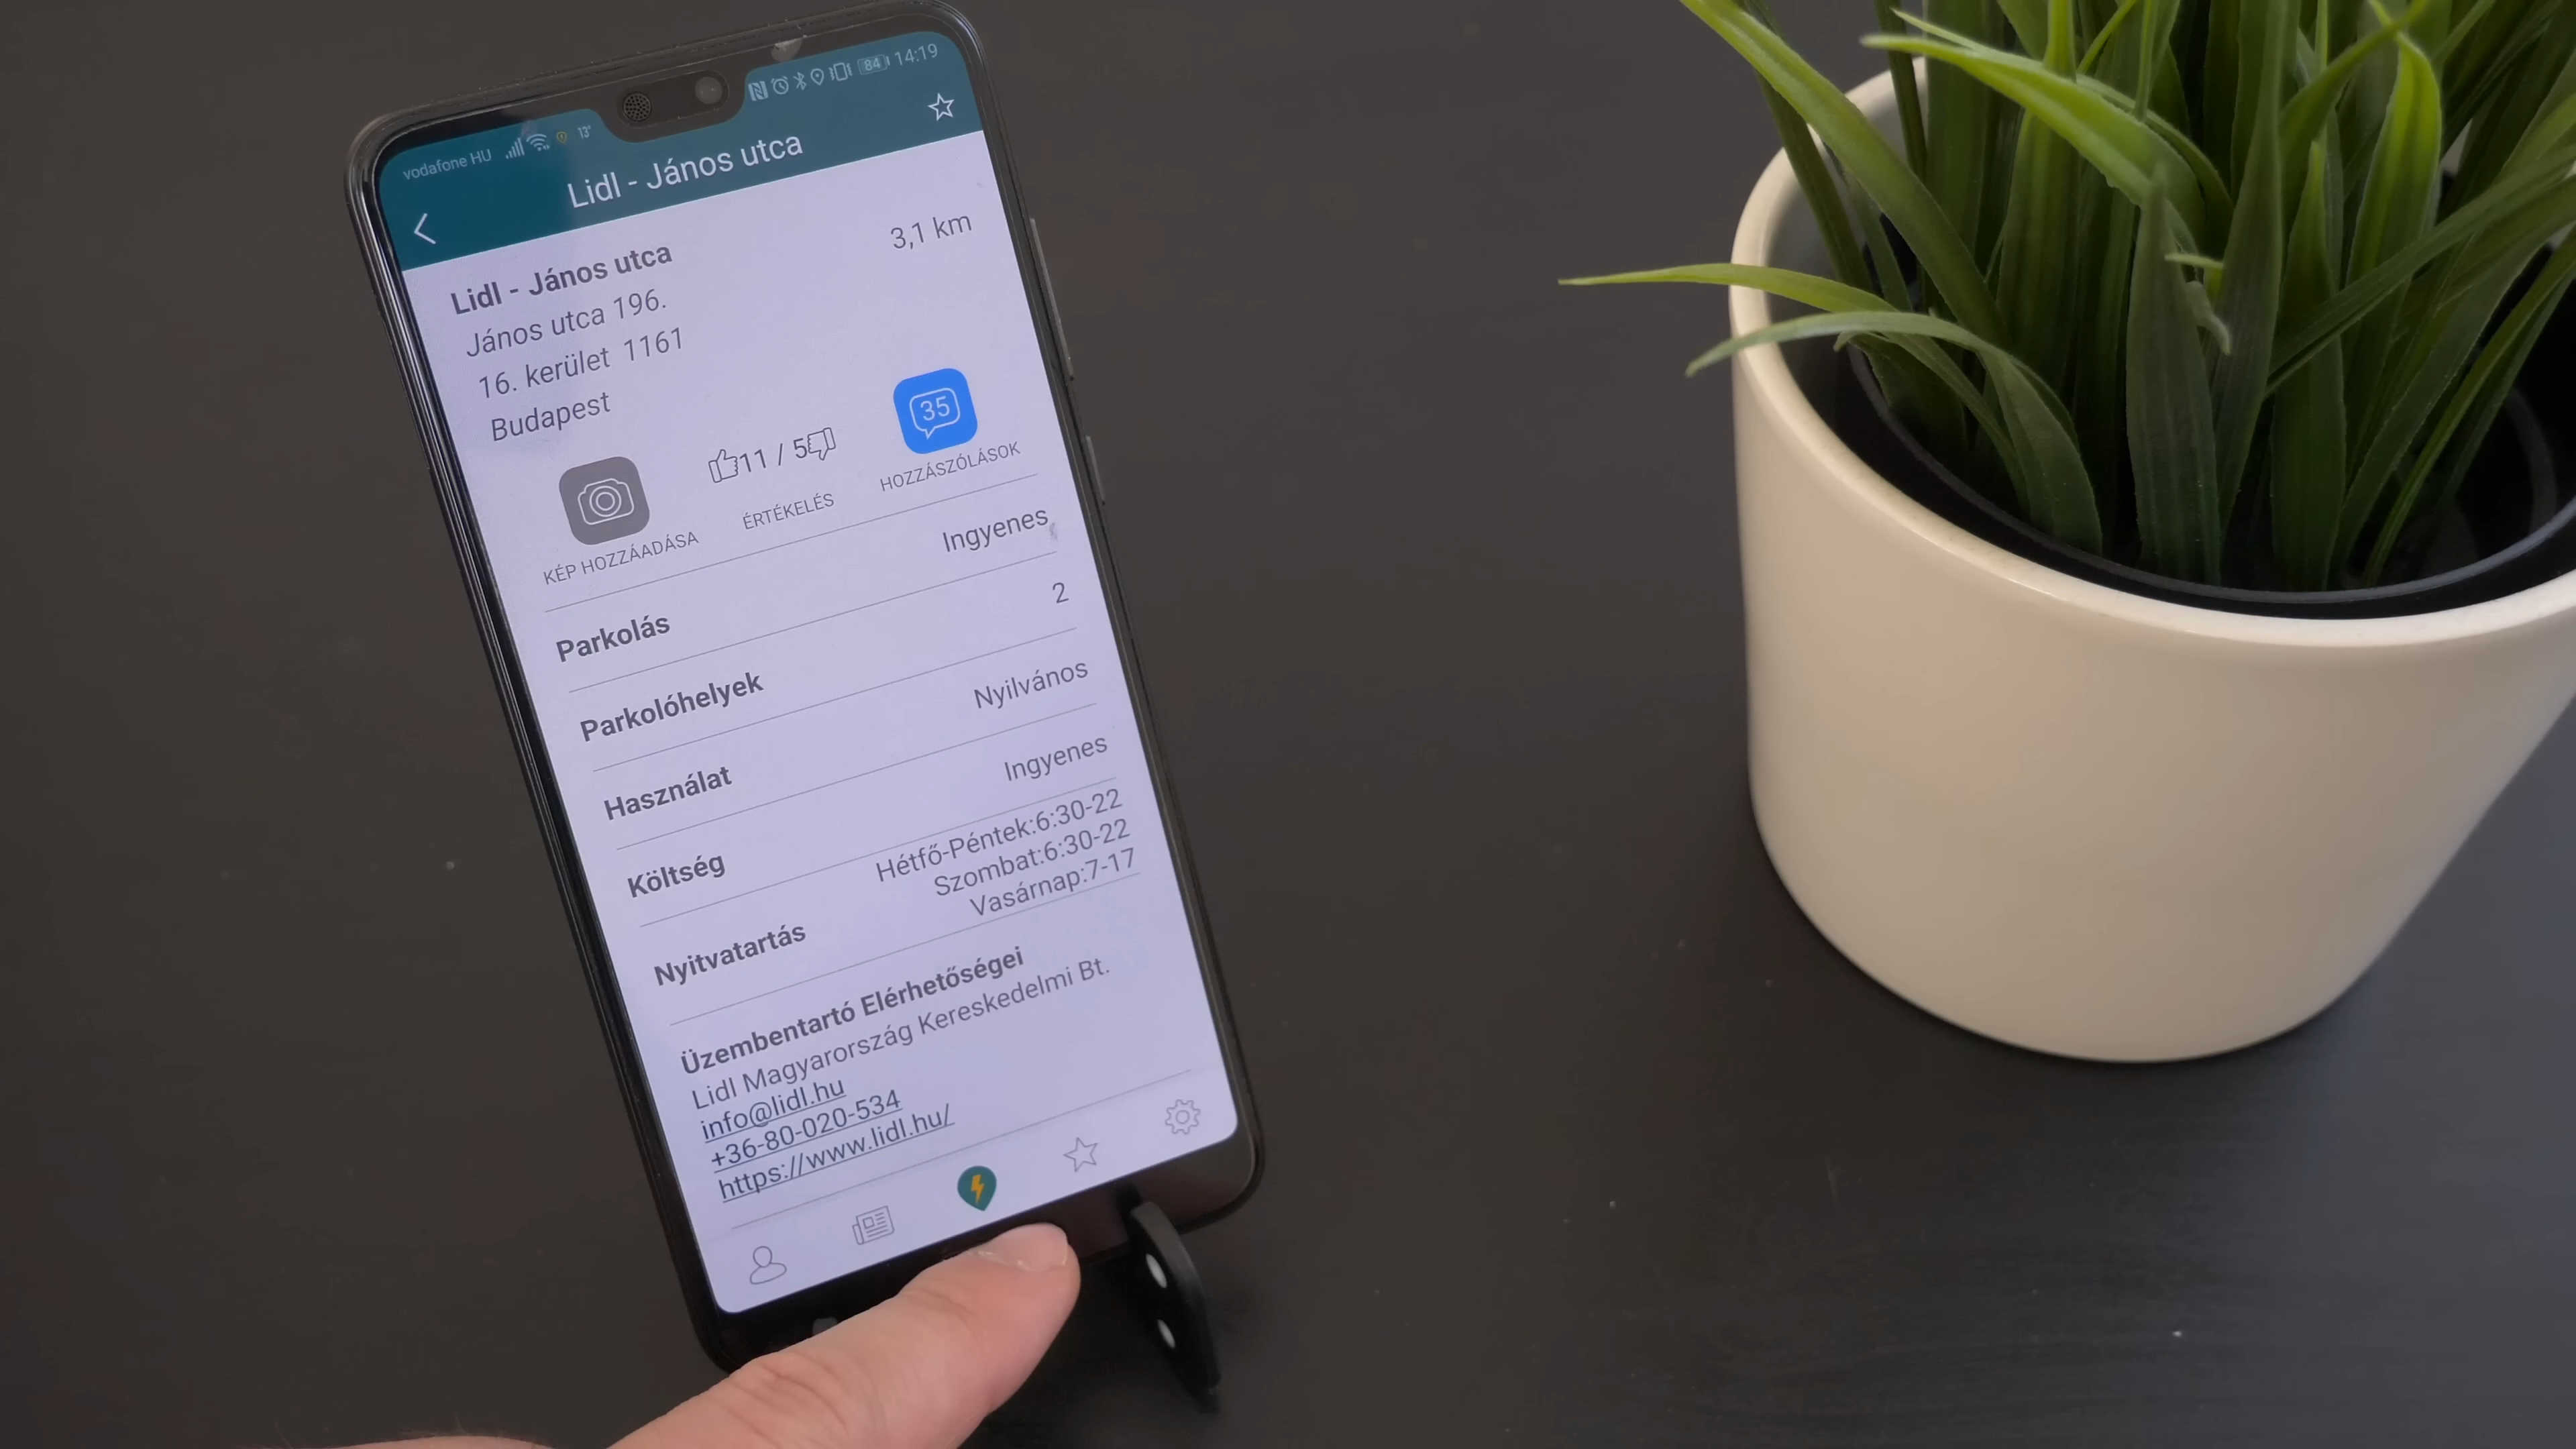 vodafone HU 13° 84 14:19
Lidl - János utca
Lidl - János utca 3,1 km
János utca 196.
16. kerület 1161
Budapest
11 / 5
35
KÉP HOZZÁADÁSA ÉRTÉKELÉS HOZZÁSZÓLÁSOK
Parkolás Ingyenes
Parkolóhelyek 2
Használat Nyilvános
Költség Ingyenes
Nyitvatartás Hétfő-Péntek:6:30-22
Szombat:6:30-22
Vasárnap:7-17
Üzembentartó Elérhetőségei
Lidl Magyarország Kereskedelmi Bt.
info@lidl.hu
+36-80-020-534
https://www.lidl.hu/